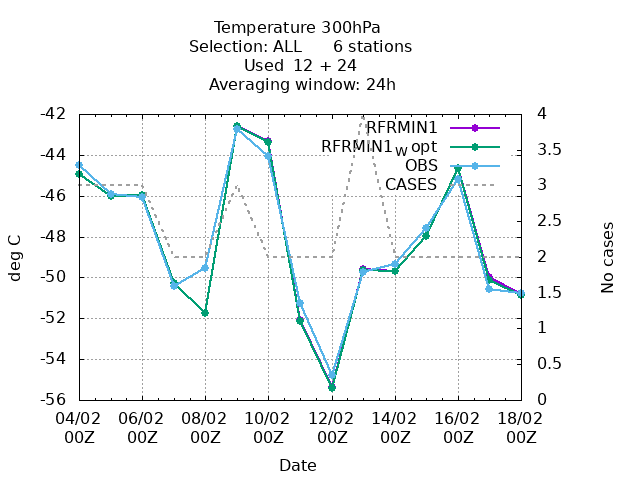 Temperature 300hPa
Selection: ALL 6 stations
Used 12 + 24
Averaging window: 24h
deg C
-42
-44
-46
-48
-50
-52
-54
-56
RFRMIN1
RFRMIN1w opt
OBS
CASES
4
3.5
3
2.5
2
1.5
1
0.5
0
No cases
04/02 06/02 08/02 10/02 12/02 14/02 16/02 18/02
00Z 00Z 00Z 00Z 00Z 00Z 00Z 00Z
Date